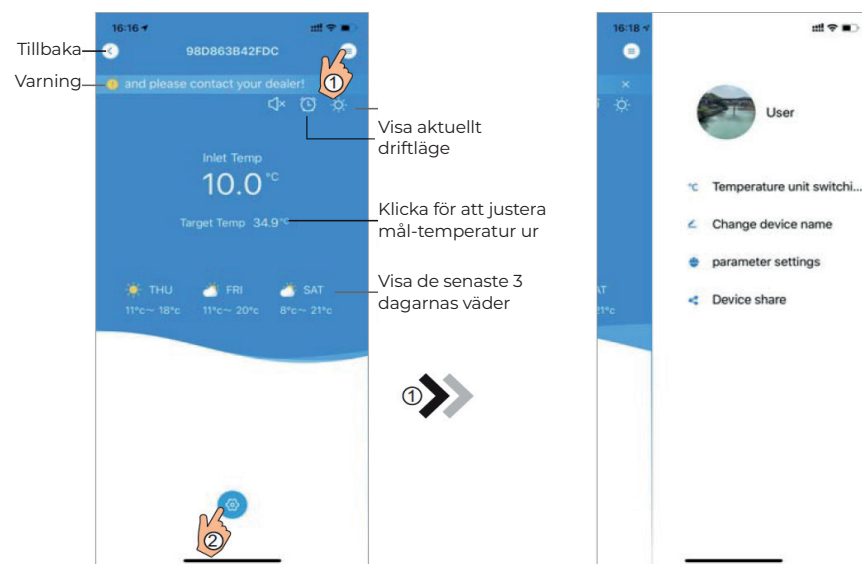 16:16
Tillbaka
98D863B42FDC
Varning
and please contact your dealer!
①
Visa aktuellt
driftläge
Inlet Temp
10.0 °C
Target Temp 34.9 °C
Klicka för att justera
mål-temperatur ur
THU FRI SAT
11°c~ 18°c 11°c~ 20°c 8°c~ 21°c
Visa de senaste 3
dagarnas väder
②
①
16:18
×
User
°C Temperature unit switchi...
Change device name
parameter settings
Device share
AT
21°c